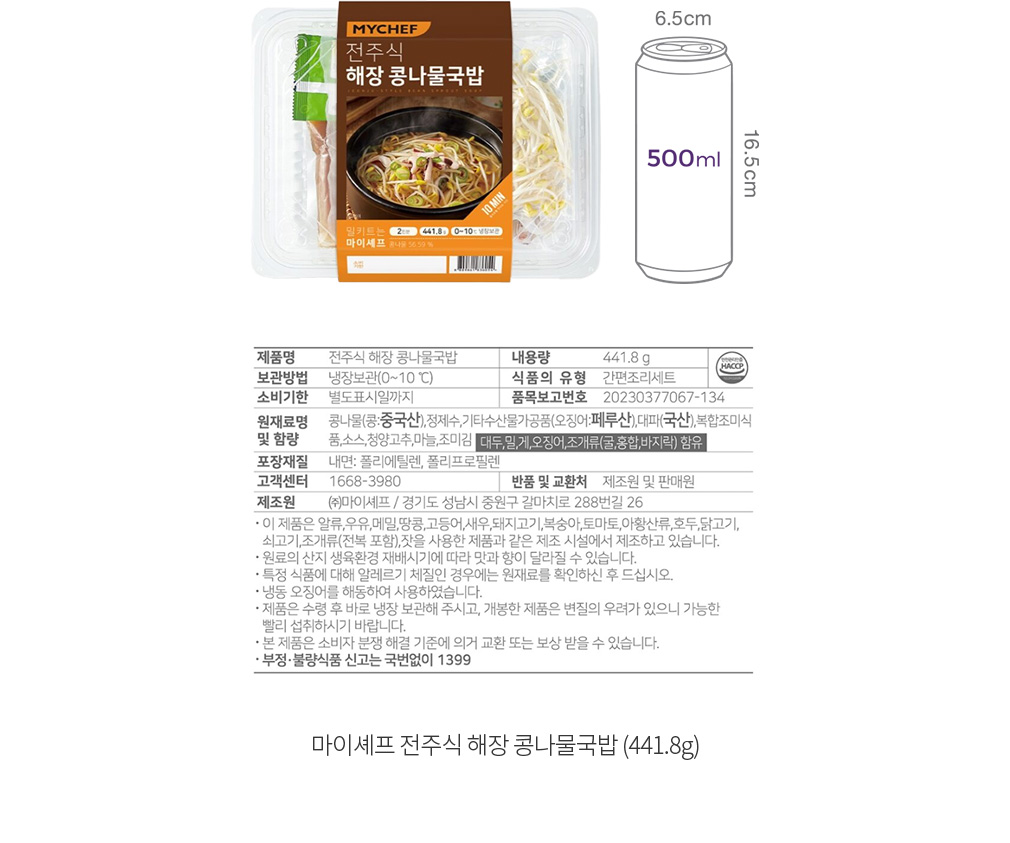 6.5cm
MYCHEF
전주식
해장 콩나물국밥
500ml
16.5cm
10 MIN
밀키트는
마이셰프
2인분 441.8g 0~10℃ 냉장보관
콩나물 56.59 %
제품명 전주식 해장 콩나물국밥 내용량 441.8 g
HACCP
보관방법 냉장보관(0~10 ℃) 식품의 유형 간편조리세트
소비기한 별도표시일까지 품목보고번호 20230377067-134
원재료명 및 함량 콩나물(콩:중국산),정제수,기타수산물가공품(오징어:페루산),대파(국산),복합조미식
품,소스,청양고추,마늘,조미김 대두,밀,게,오징어,조개류(굴,홍합,바지락) 함유
포장재질 내면: 폴리에틸렌, 폴리프로필렌
고객센터 1668-3980 반품 및 교환처 제조원 및 판매원
제조원 ㈜마이셰프 / 경기도 성남시 중원구 갈마치로 288번길 26
· 이 제품은 알류,우유,메밀,땅콩,고등어,새우,돼지고기,복숭아,토마토,아황산류,호두,닭고기,
쇠고기,조개류(전복 포함),잣을 사용한 제품과 같은 제조 시설에서 제조하고 있습니다.
· 원료의 산지 생육환경 재배시기에 따라 맛과 향이 달라질 수 있습니다.
· 특정 식품에 대해 알레르기 체질인 경우에는 원재료를 확인하신 후 드십시오.
· 냉동 오징어를 해동하여 사용하였습니다.
· 제품은 수령 후 바로 냉장 보관해 주시고, 개봉한 제품은 변질의 우려가 있으니 가능한
빨리 섭취하시기 바랍니다.
· 본 제품은 소비자 분쟁 해결 기준에 의거 교환 또는 보상 받을 수 있습니다.
· 부정·불량식품 신고는 국번없이 1399
마이셰프 전주식 해장 콩나물국밥 (441.8g)